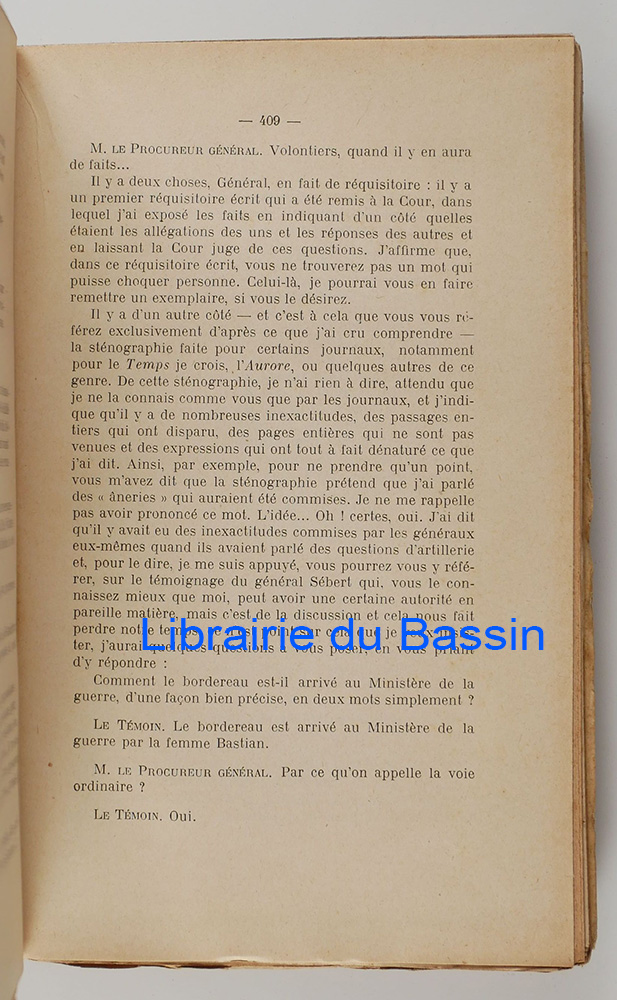 — 409 —
M. LE PROCUREUR GÉNÉRAL. Volontiers, quand il y en aura
de faits...
Il y a deux choses, Général, en fait de réquisitoire : il y a
un premier réquisitoire écrit qui a été remis à la Cour, dans
lequel j'ai exposé les faits en indiquant d'un côté quelles
étaient les allégations des uns et les réponses des autres et
en laissant la Cour juge de ces questions. J'affirme que,
dans ce réquisitoire écrit, vous ne trouverez pas un mot qui
puisse choquer personne. Celui-là, je pourrai vous en faire
remettre un exemplaire, si vous le désirez.
Il y a d'un autre côté — et c'est à cela que vous vous ré-
férez exclusivement d'après ce que j'ai cru comprendre —
la sténographie faite pour certains journaux, notamment
pour le Temps je crois, l'Aurore, ou quelques autres de ce
genre. De cette sténographie, je n'ai rien à dire, attendu que
je ne la connais comme vous que par les journaux, et j'indi-
que qu'il y a de nombreuses inexactitudes, des passages en-
tiers qui ont disparu, des pages entières qui ne sont pas
venues et des expressions qui ont tout à fait dénaturé ce que
j'ai dit. Ainsi, par exemple, pour ne prendre qu'un point,
vous m'avez dit que la sténographie prétend que j'ai parlé
des « âneries » qui auraient été commises. Je ne me rappelle
pas avoir prononcé ce mot. L'idée... Oh ! certes, oui. J'ai dit
qu'il y avait eu des inexactitudes commises par les généraux
eux-mêmes quand ils avaient parlé des questions d'artillerie
et, pour le dire, je me suis appuyé, vous pourrez vous y réfé-
rer, sur le témoignage du général Sébert qui, vous le con-
naissez mieux que moi, peut avoir une certaine autorité en
pareille matière, mais c'est de la discussion et cela nous fait
perdre notre temps. point sur cela que je
Librairie du Bassin
ter, j'aurai quelques questions à vous poser, en vous priant
d'y répondre :
Comment le bordereau est-il arrivé au Ministère de la
guerre, d'une façon bien précise, en deux mots simplement ?
LE TÉMOIN. Le bordereau est arrivé au Ministère de la
guerre par la femme Bastian.
M. LE PROCUREUR GÉNÉRAL. Par ce qu'on appelle la voie
ordinaire ?
LE TÉMOIN. Oui.